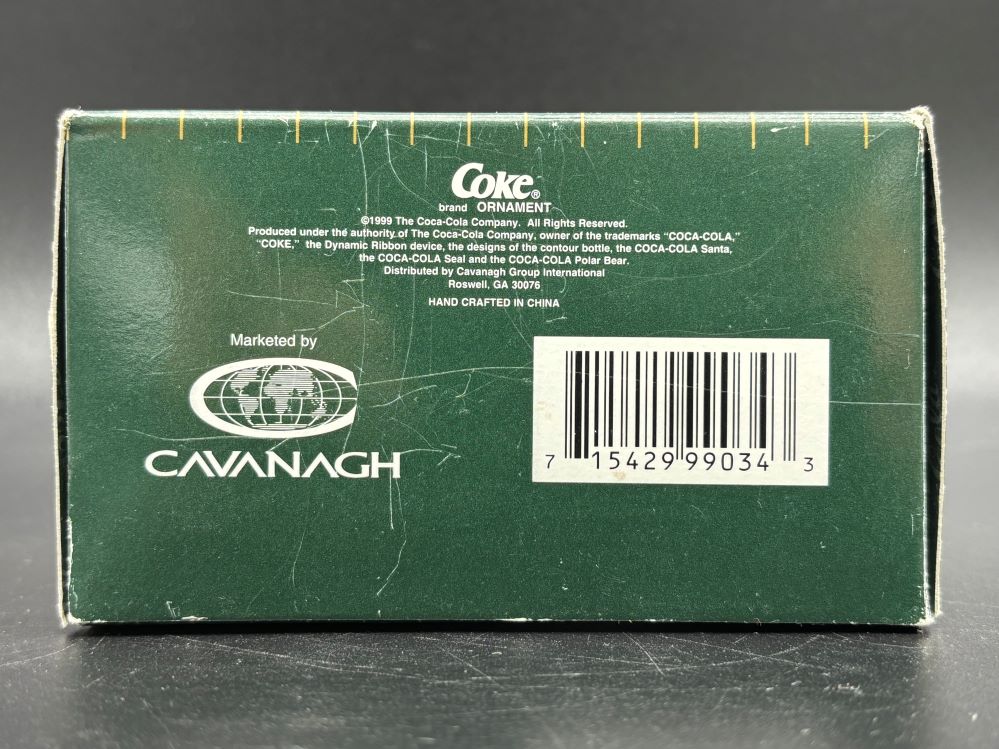 Coke®
brand ORNAMENT
©1999 The Coca-Cola Company. All Rights Reserved.
Produced under the authority of The Coca-Cola Company, owner of the trademarks "COCA-COLA,"
"COKE," the Dynamic Ribbon device, the designs of the contour bottle, the COCA-COLA Santa,
the COCA-COLA Seal and the COCA-COLA Polar Bear.
Distributed by Cavanagh Group International
Roswell, GA 30076
HAND CRAFTED IN CHINA
Marketed by
CAVANAGH
7 15429 99034 3